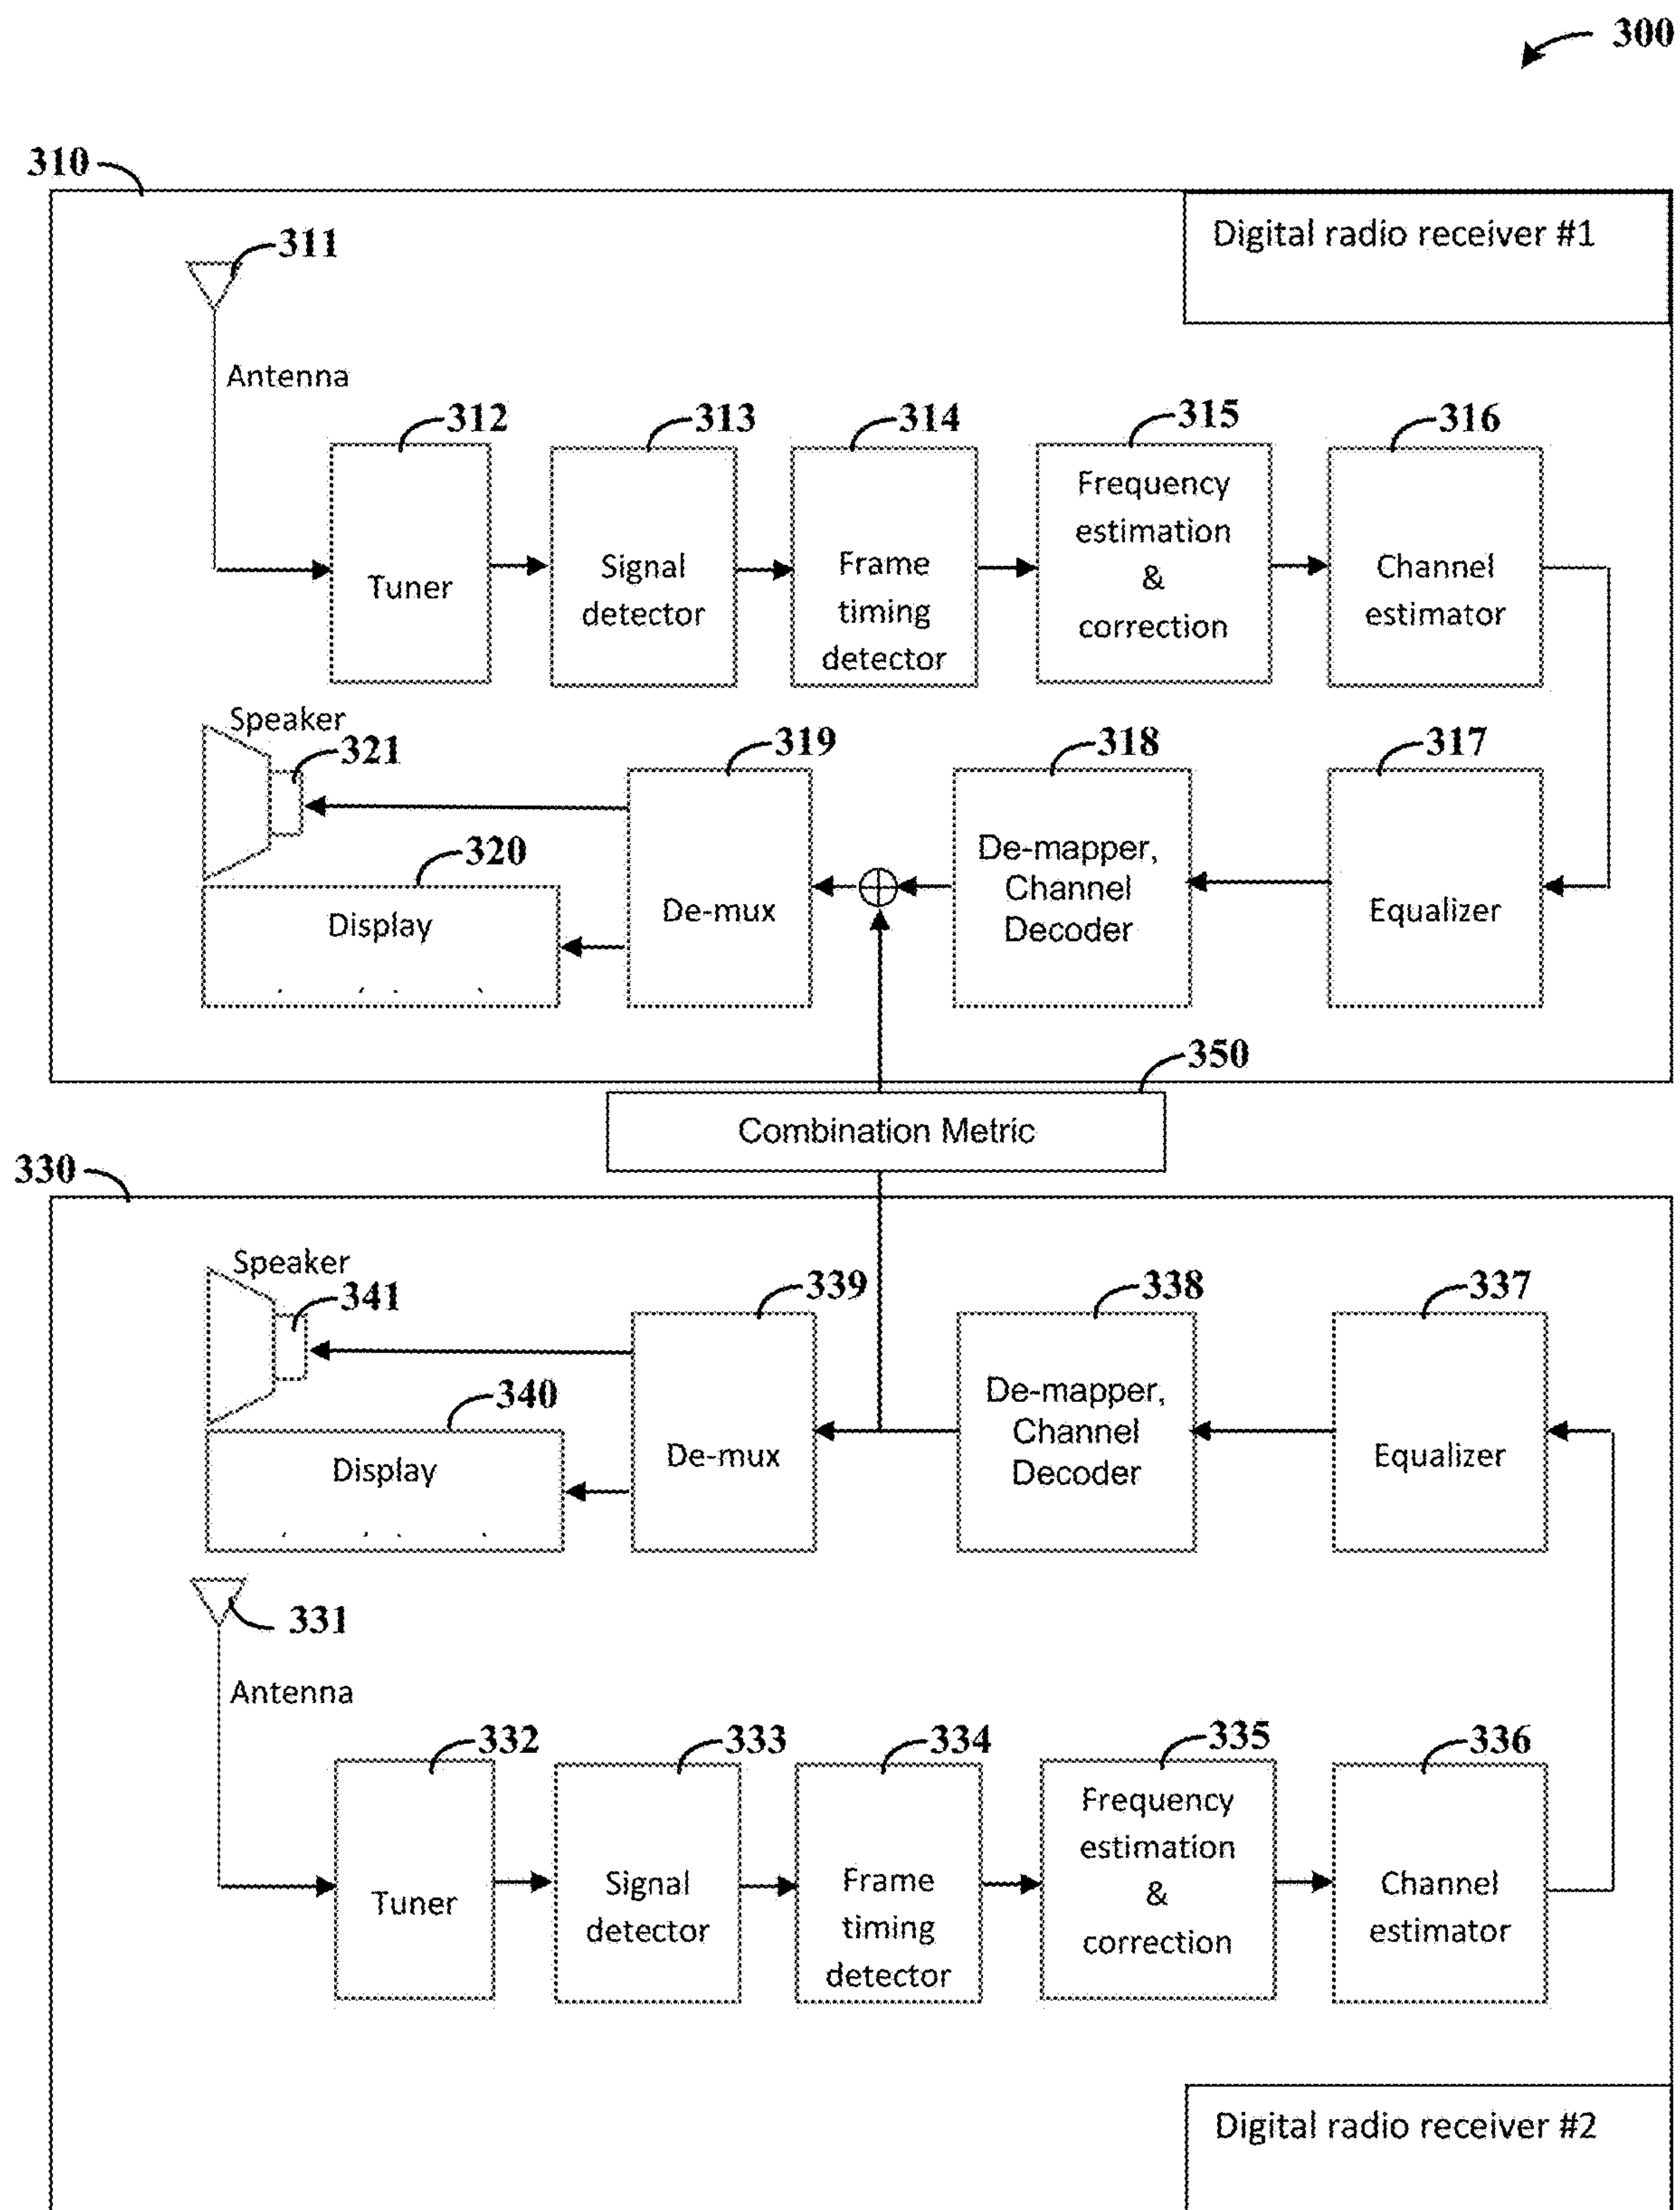 300
310
Digital radio receiver #1
311
Antenna
312
313
314
315
316
Tuner
Signal
detector
Frame
timing
detector
Frequency
estimation
&
correction
Channel
estimator
Speaker
321
319
318
317
320
Display
De-mux
De-mapper,
Channel
Decoder
Equalizer
350
Combination Metric
330
Speaker
341
339
338
337
340
Display
De-mux
De-mapper,
Channel
Decoder
Equalizer
331
Antenna
332
333
334
335
336
Tuner
Signal
detector
Frame
timing
detector
Frequency
estimation
&
correction
Channel
estimator
Digital radio receiver #2